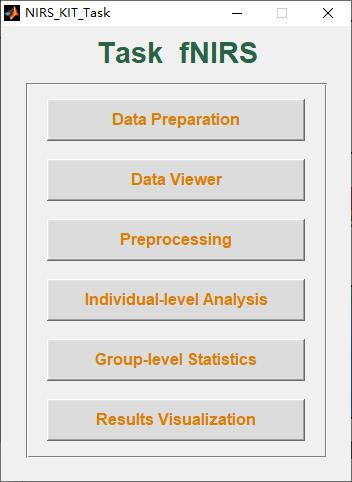 NIRS_KIT_Task
Task fNIRS
Data Preparation
Data Viewer
Preprocessing
Individual-level Analysis
Group-level Statistics
Results Visualization